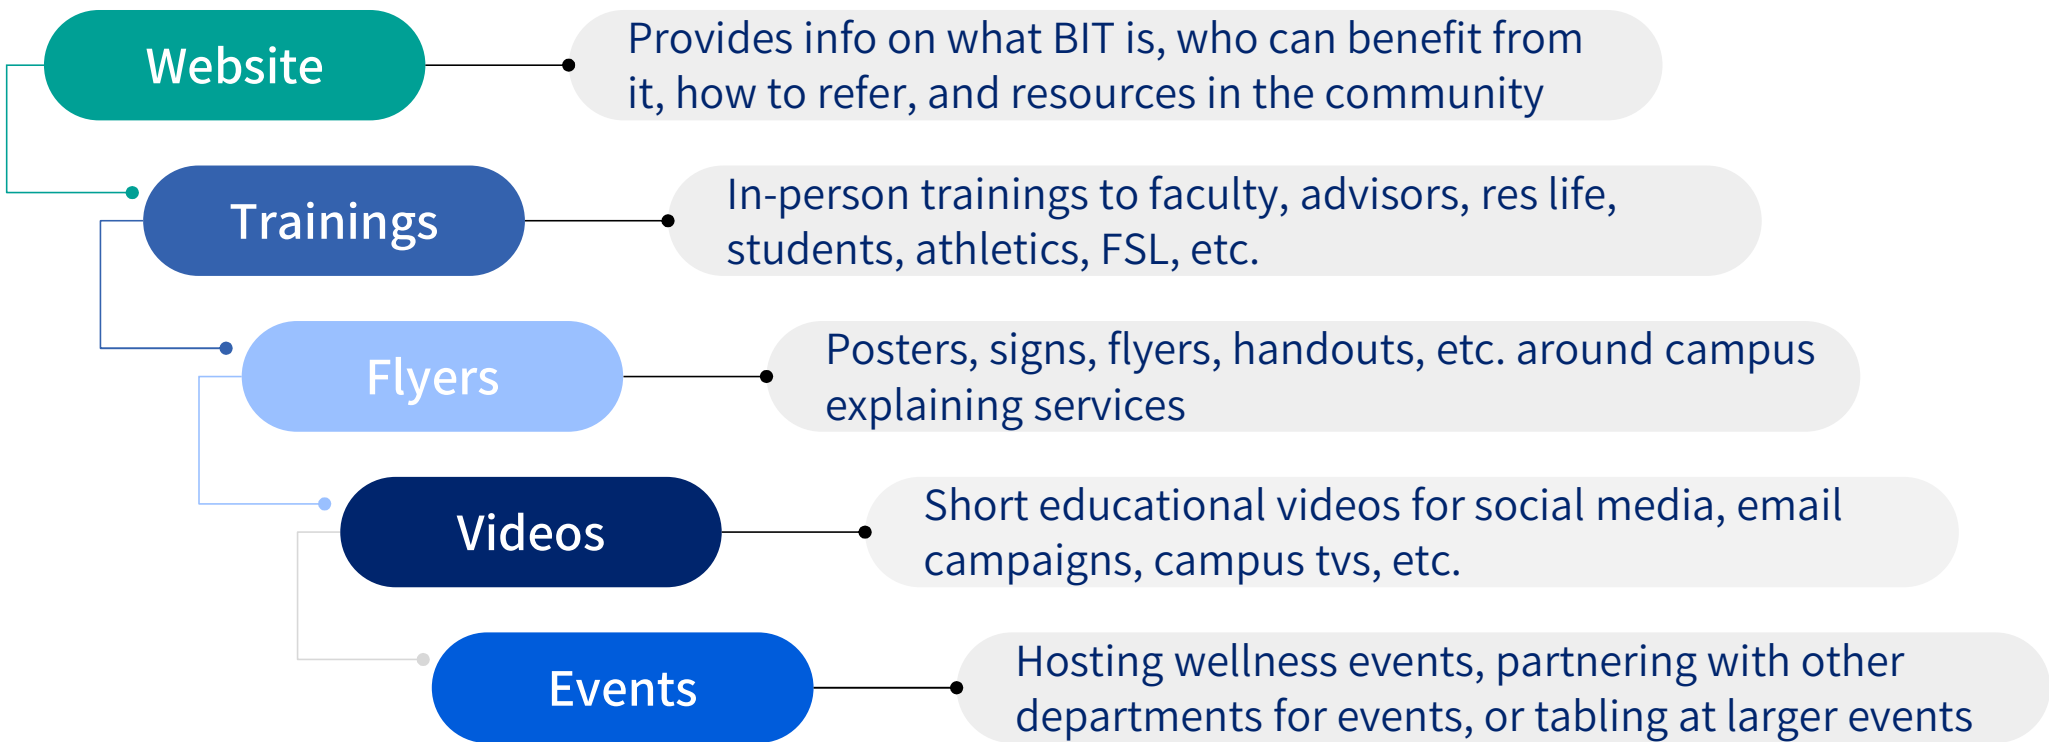 Website
Provides info on what BIT is, who can benefit from
it, how to refer, and resources in the community
Trainings
In-person trainings to faculty, advisors, res life,
students, athletics, FSL, etc.
Flyers
Posters, signs, flyers, handouts, etc. around campus
explaining services
Videos
Short educational videos for social media, email
campaigns, campus tvs, etc.
Events
Hosting wellness events, partnering with other
departments for events, or tabling at larger events